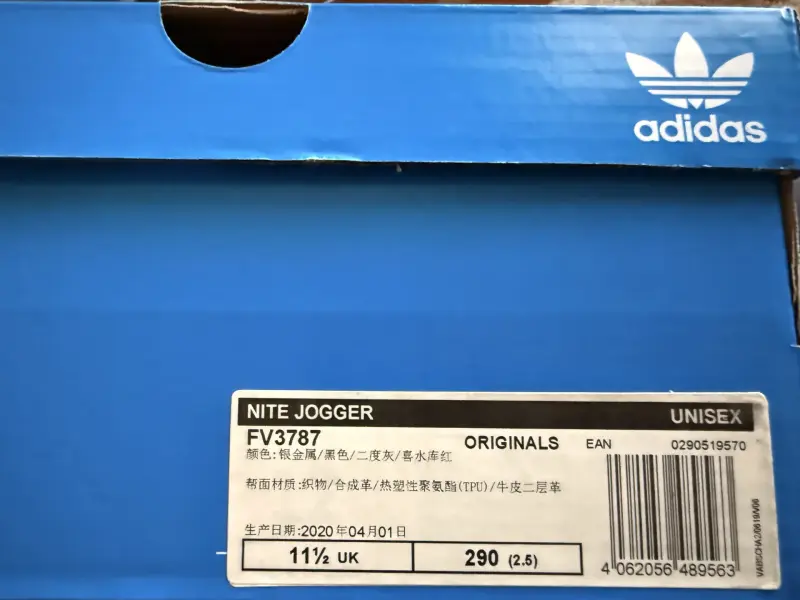 adidas
NITE JOGGER UNISEX
FV3787 ORIGINALS EAN 0290519570
颜色:银金属/黑色/二度灰/喜水库红
帮面材质:织物/合成革/热塑性聚氨酯(TPU)/牛皮二层革
生产日期:2020年04月01日
11½ UK 290 (2.5)
4 062056 489563